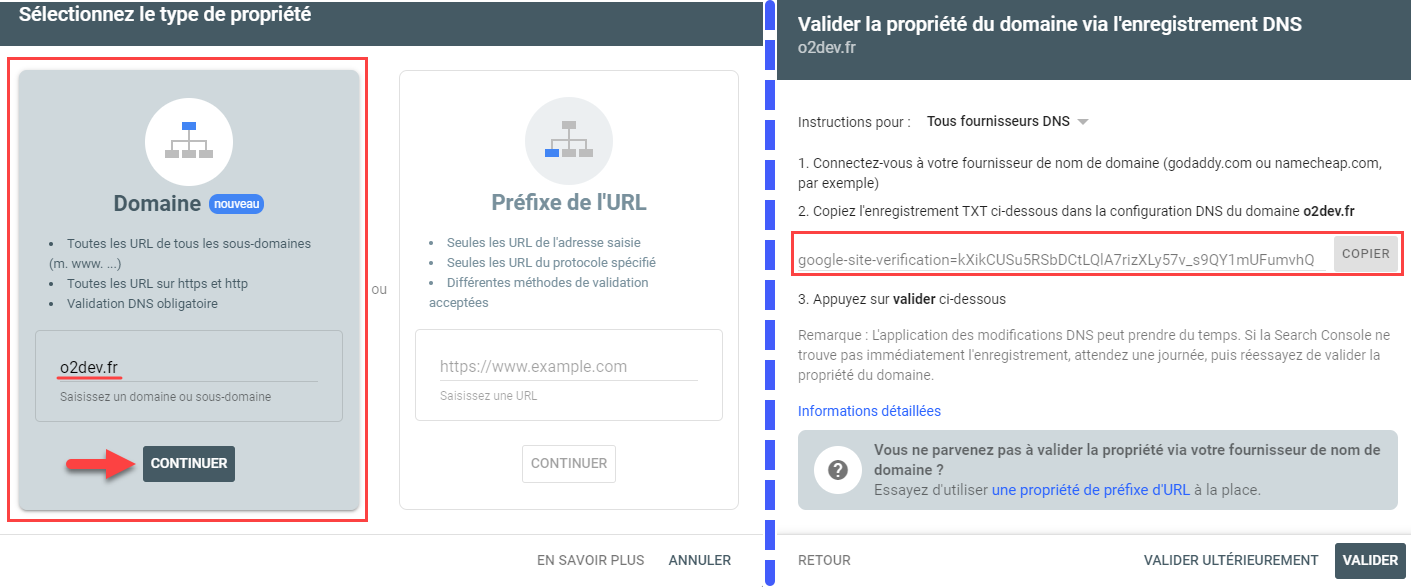 Sélectionnez le type de propriété
Domaine nouveau
• Toutes les URL de tous les sous-domaines
(m. www. ...)
• Toutes les URL sur https et http
• Validation DNS obligatoire
o2dev.fr
Saisissez un domaine ou sous-domaine
CONTINUER
ou
Préfixe de l'URL
• Seules les URL de l'adresse saisie
• Seules les URL du protocole spécifié
• Différentes méthodes de validation
acceptées
https://www.example.com
Saisissez une URL
CONTINUER
EN SAVOIR PLUS ANNULER
Valider la propriété du domaine via l'enregistrement DNS
o2dev.fr
Instructions pour : Tous fournisseurs DNS
1. Connectez-vous à votre fournisseur de nom de domaine (godaddy.com ou namecheap.com,
par exemple)
2. Copiez l'enregistrement TXT ci-dessous dans la configuration DNS du domaine o2dev.fr
google-site-verification=kXikCUSu5RSbDCtLQlA7rizXLy57v_s9QY1mUFumvhQ COPIER
3. Appuyez sur valider ci-dessous
Remarque : L'application des modifications DNS peut prendre du temps. Si la Search Console ne
trouve pas immédiatement l'enregistrement, attendez une journée, puis réessayez de valider la
propriété du domaine.
Informations détaillées
?
Vous ne parvenez pas à valider la propriété via votre fournisseur de nom de
domaine ?
Essayez d'utiliser une propriété de préfixe d'URL à la place.
RETOUR VALIDER ULTÉRIEUREMENT VALIDER